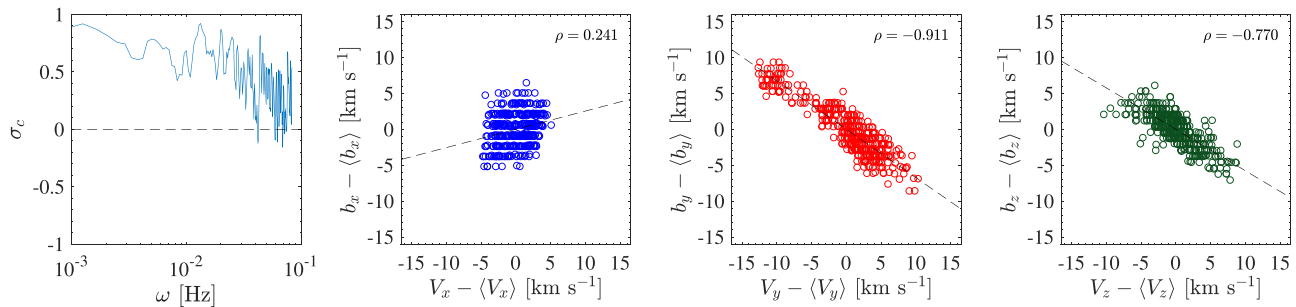 1
0.5
0
0.5
1
σ_c
10^-3
10^-2
10^-1
ω [Hz]
15
10
5
0
-5
-10
-15
b_x − ⟨b_x⟩ [km s^-1]
ρ = 0.241
-15 -10 -5 0 5 10 15
V_x − ⟨V_x⟩ [km s^-1]
15
10
5
0
-5
-10
-15
b_y − ⟨b_y⟩ [km s^-1]
ρ = −0.911
-15 -10 -5 0 5 10 15
V_y − ⟨V_y⟩ [km s^-1]
15
10
5
0
-5
-10
-15
b_z − ⟨b_z⟩ [km s^-1]
ρ = −0.770
-15 -10 -5 0 5 10 15
V_z − ⟨V_z⟩ [km s^-1]